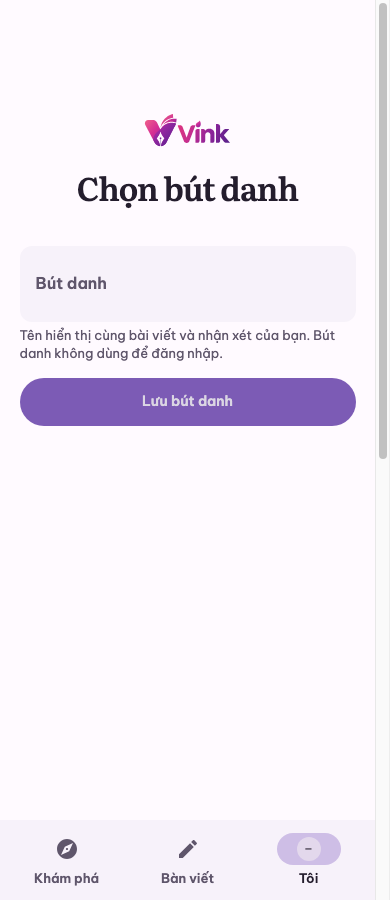 Vink
Chọn bút danh
Bút danh
Tên hiển thị cùng bài viết và nhận xét của bạn. Bút
danh không dùng để đăng nhập.
Lưu bút danh
Khám phá
Bàn viết
Tôi